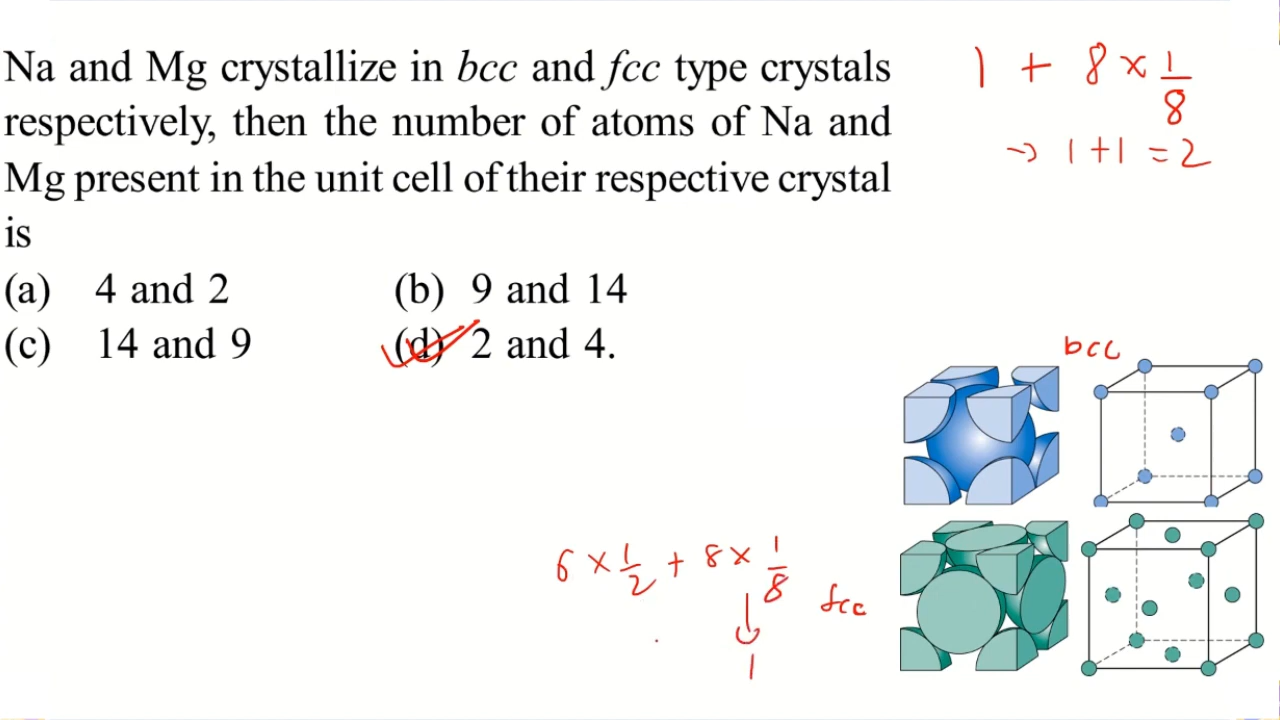 Na and Mg crystallize in bcc and fcc type crystals
respectively, then the number of atoms of Na and
Mg present in the unit cell of their respective crystal
is
(a) 4 and 2 (b) 9 and 14
(c) 14 and 9 (d) 2 and 4.
1 + 8 × 1/8
→ 1 + 1 = 2
bcc
6 × 1/2 + 8 × 1/8
fcc
1